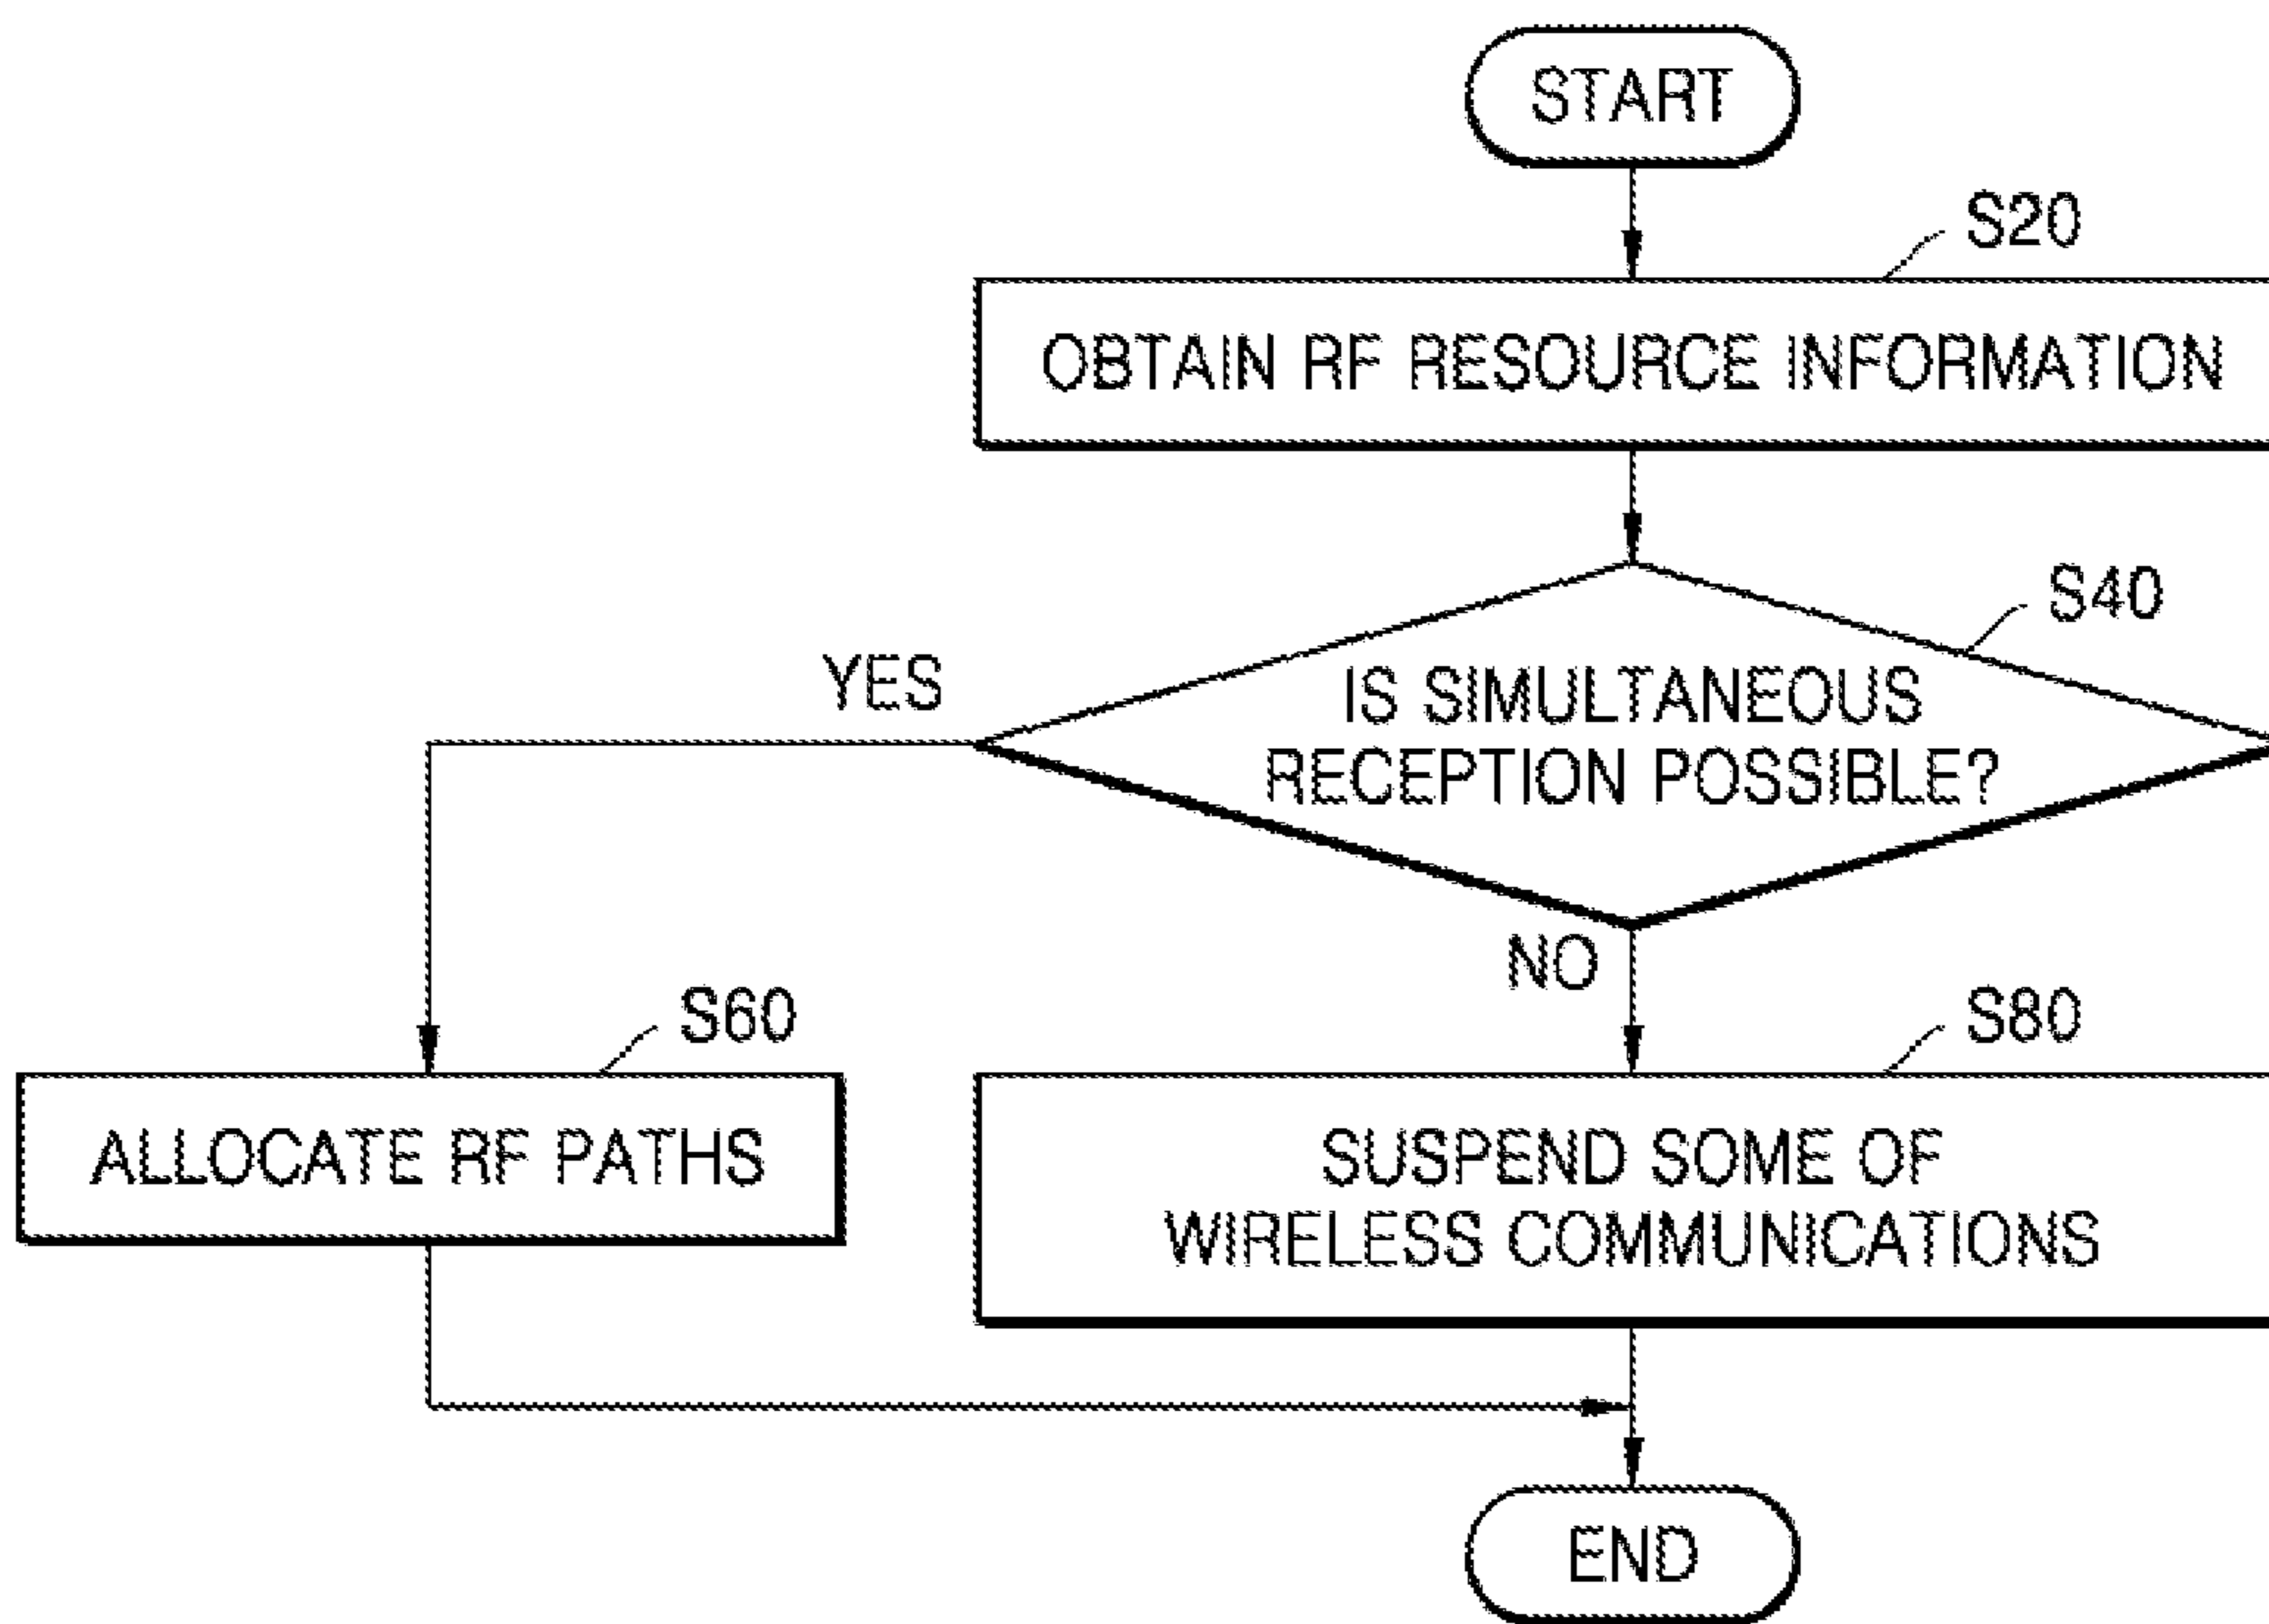 START
S20
OBTAIN RF RESOURCE INFORMATION
S40
YES
IS SIMULTANEOUS
RECEPTION POSSIBLE?
NO
S60
S80
ALLOCATE RF PATHS
SUSPEND SOME OF
WIRELESS COMMUNICATIONS
END